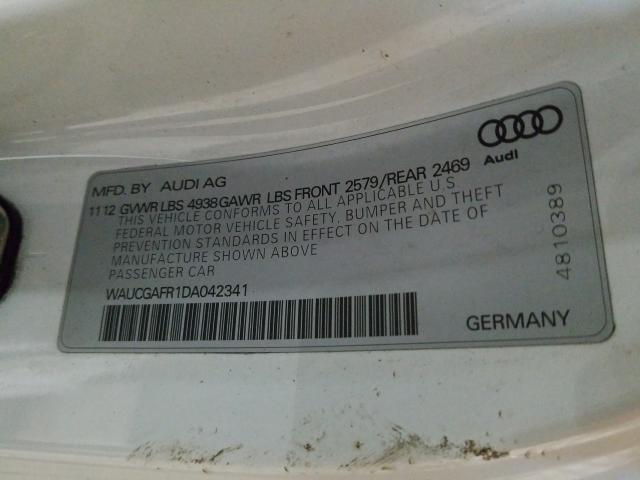 Audi
MFD. BY AUDI AG
11 12 GVWR LBS 4938 GAWR LBS FRONT 2579/REAR 2469
THIS VEHICLE CONFORMS TO ALL APPLICABLE U S
FEDERAL MOTOR VEHICLE SAFETY, BUMPER AND THEFT
PREVENTION STANDARDS IN EFFECT ON THE DATE OF
MANUFACTURE SHOWN ABOVE
PASSENGER CAR
WAUCGAFR1DA042341
GERMANY
4810389